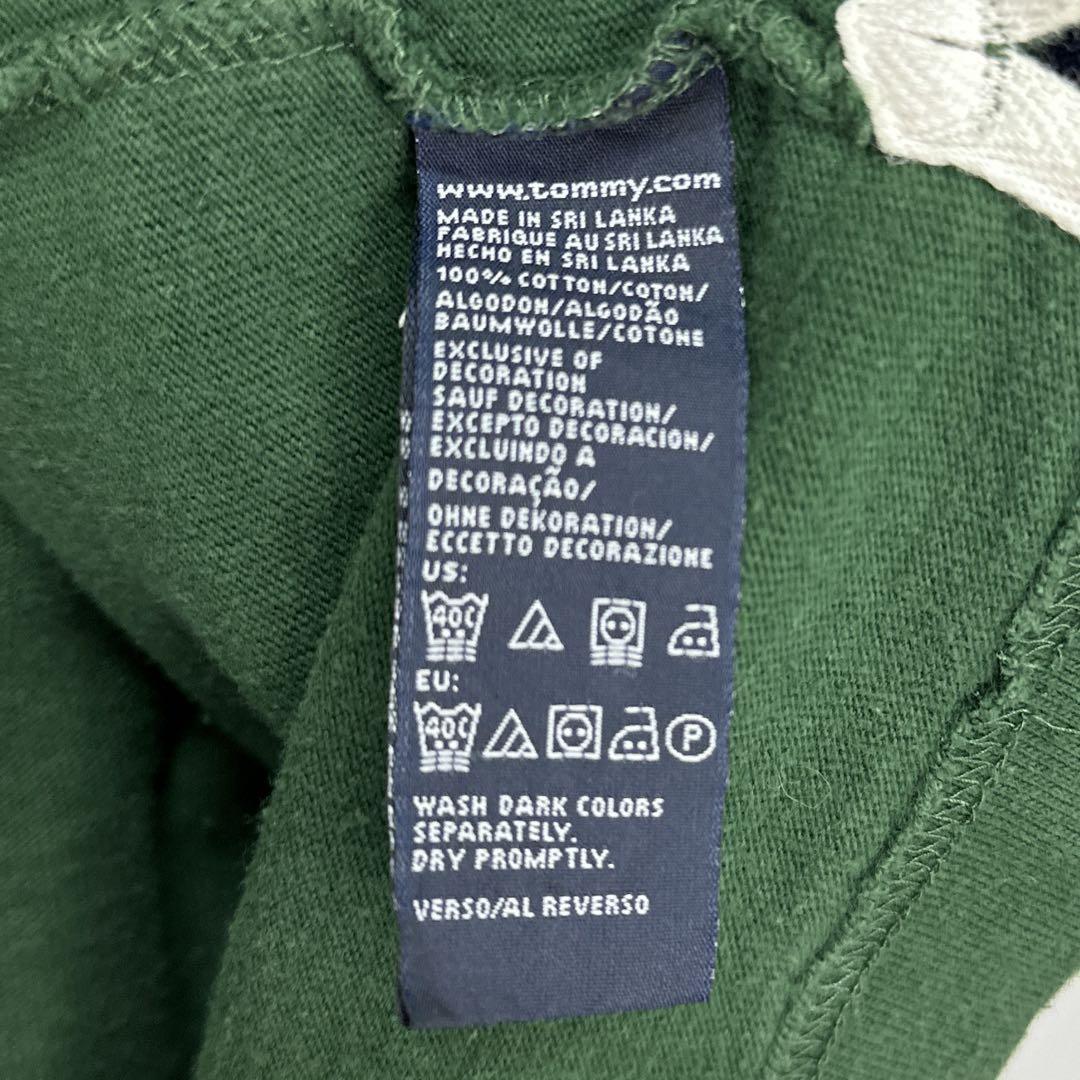 www.tommy.com
MADE IN SRI LANKA
FABRIQUE AU SRI LANKA
HECHO EN SRI LANKA
100% COTTON/COTON/
ALGODON/ALGODÃO
BAUMWOLLE/COTONE
EXCLUSIVE OF
DECORATION
SAUF DECORATION/
EXCEPTO DECORACION/
EXCLUINDO A
DECORAÇÃO/
OHNE DEKORATION/
ECCETTO DECORAZIONE
US:
40C
EU:
40C P
WASH DARK COLORS
SEPARATELY.
DRY PROMPTLY.
VERSO/AL REVERSO